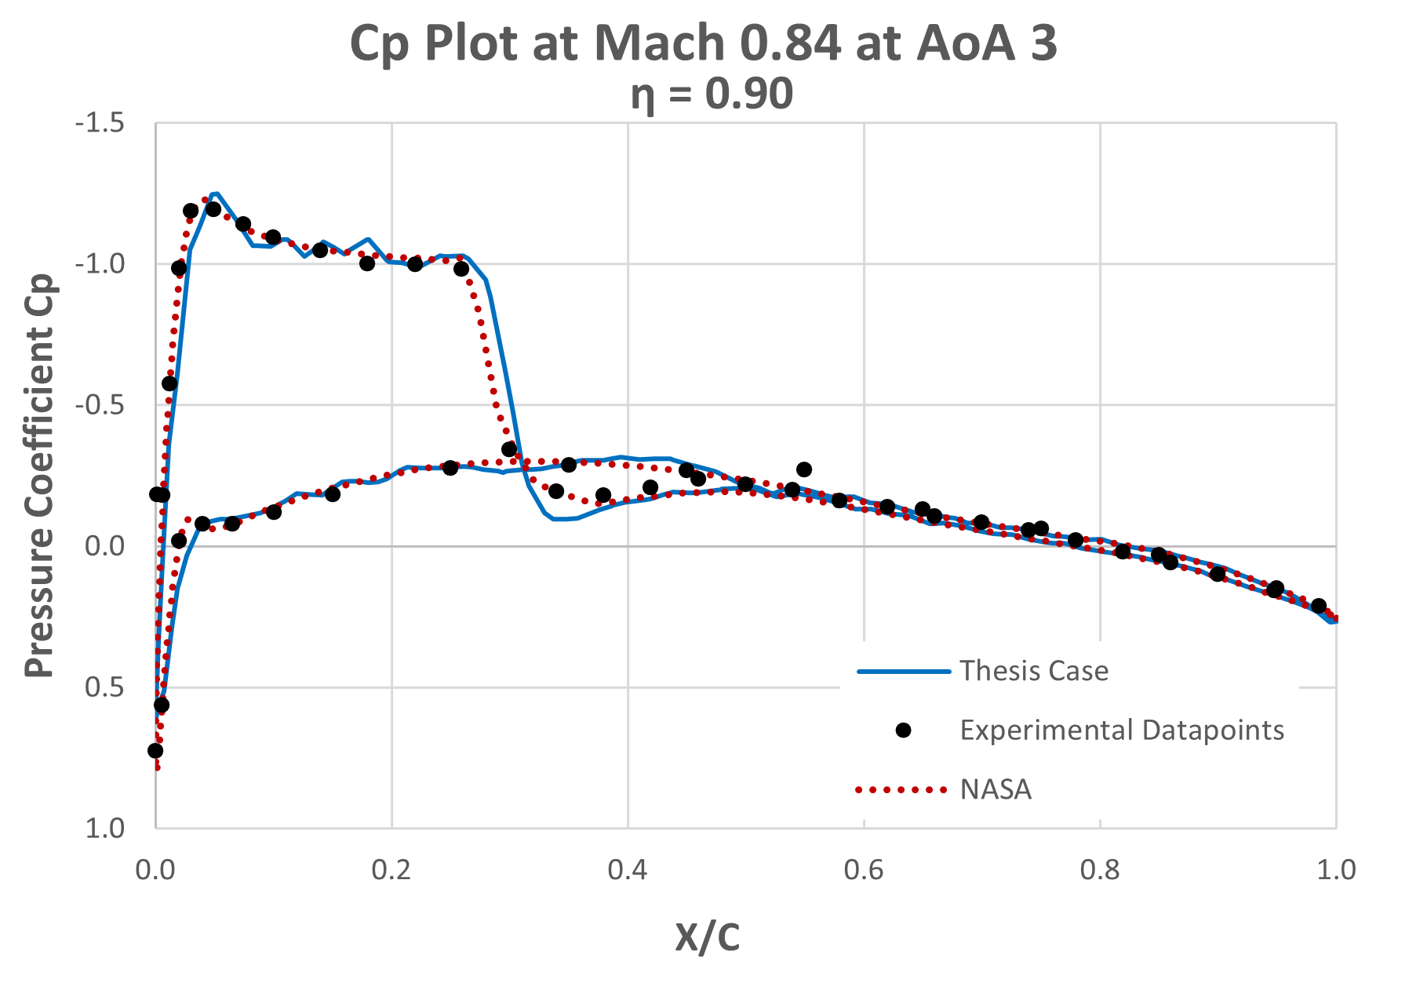 Cp Plot at Mach 0.84 at AoA 3
η = 0.90
Pressure Coefficient Cp
-1.5
-1.0
-0.5
0.0
0.5
1.0
Thesis Case
Experimental Datapoints
NASA
0.0 0.2 0.4 0.6 0.8 1.0
X/C